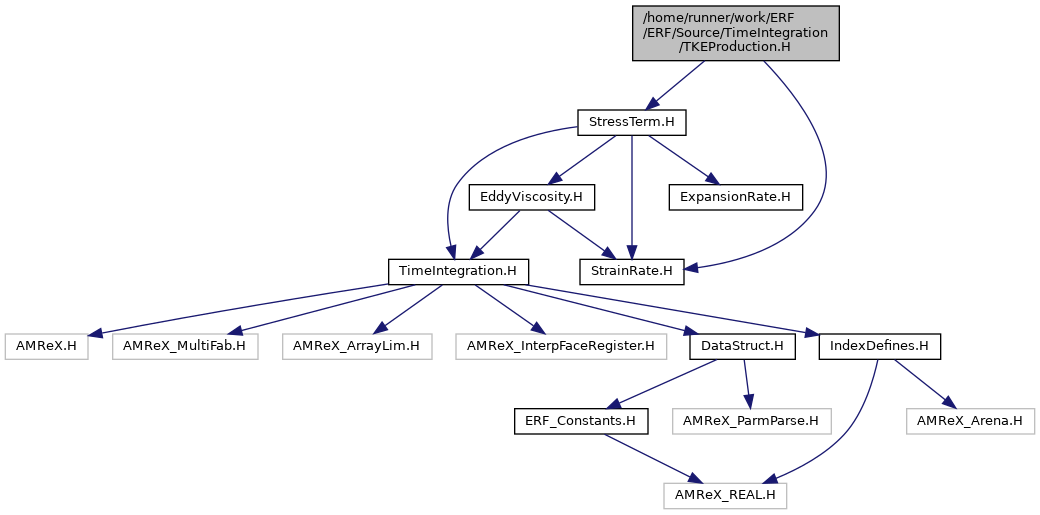 /home/runner/work/ERF
/ERF/Source/TimeIntegration
/TKEProduction.H
StressTerm.H
EddyViscosity.H
ExpansionRate.H
TimeIntegration.H
StrainRate.H
AMReX.H
AMReX_MultiFab.H
AMReX_ArrayLim.H
AMReX_InterpFaceRegister.H
DataStruct.H
IndexDefines.H
ERF_Constants.H
AMReX_ParmParse.H
AMReX_Arena.H
AMReX_REAL.H